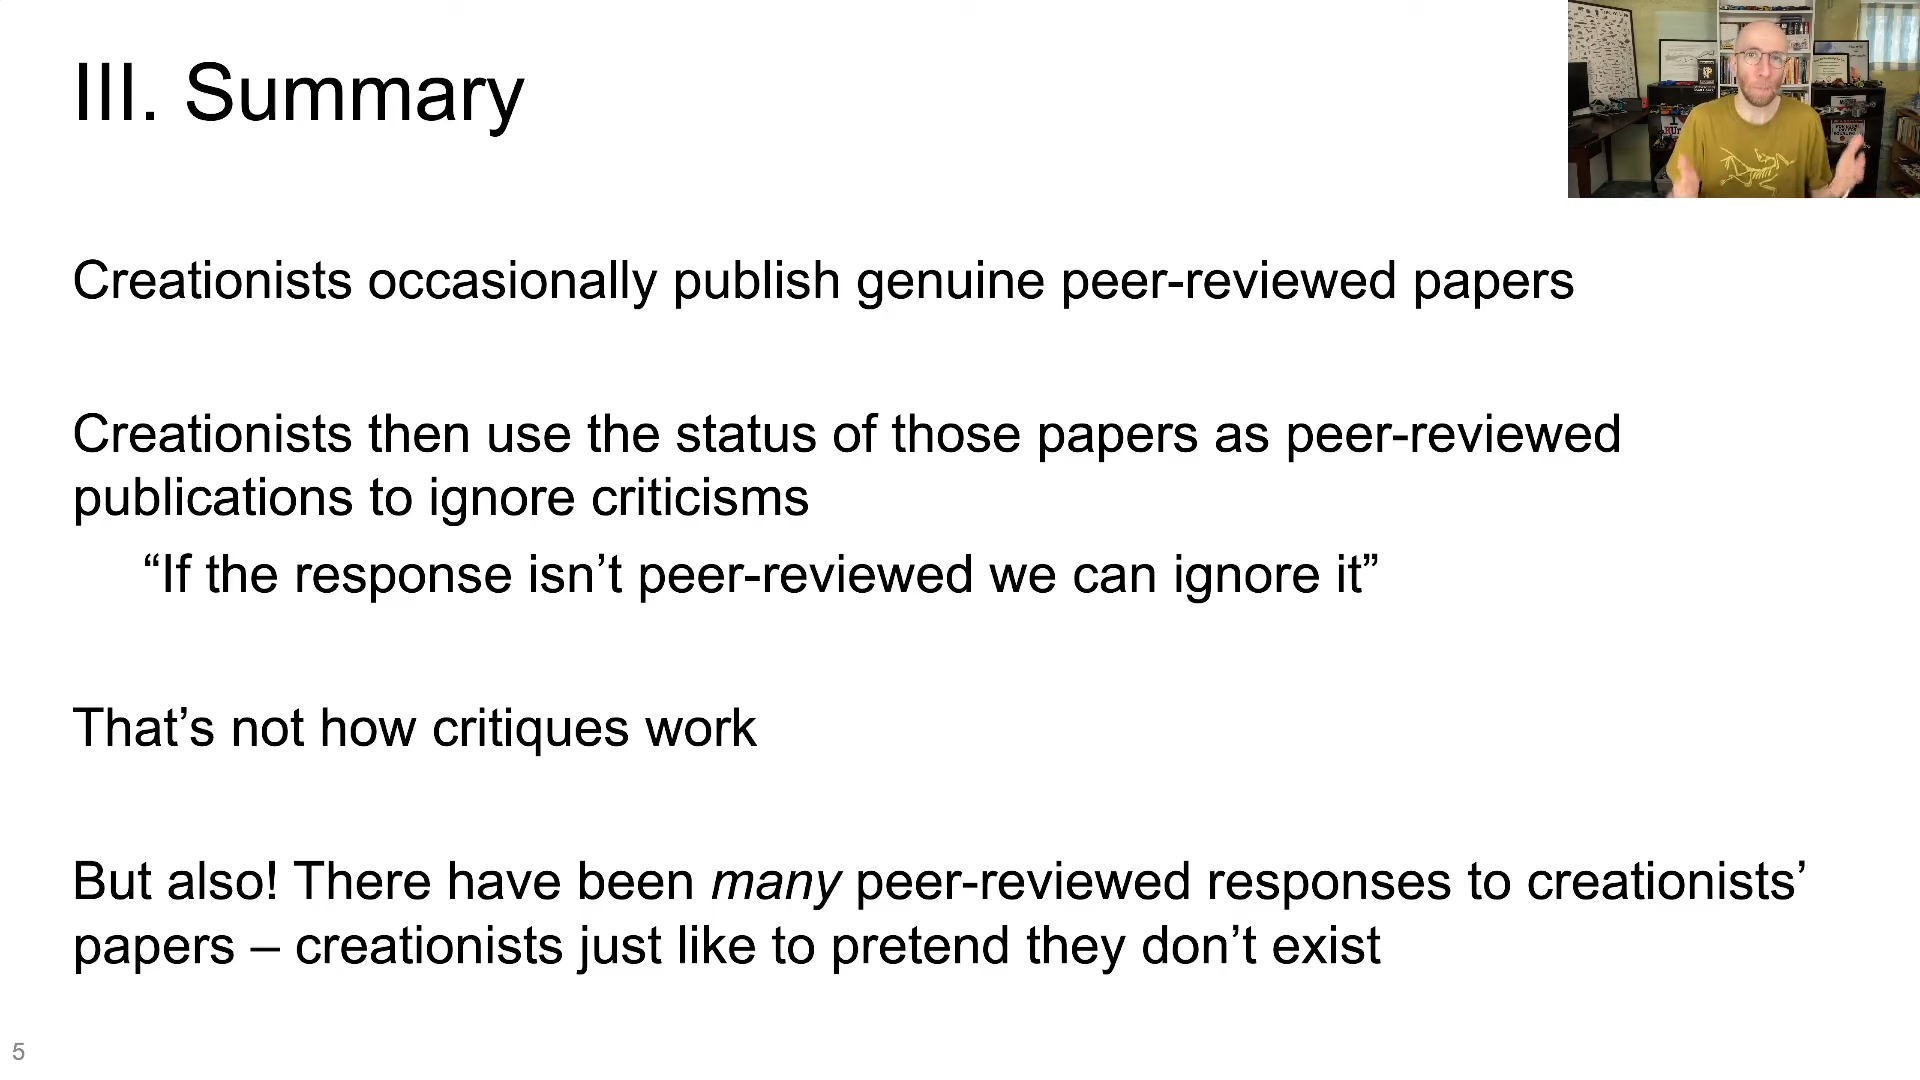 III. Summary
Creationists occasionally publish genuine peer-reviewed papers
Creationists then use the status of those papers as peer-reviewed
publications to ignore criticisms
“If the response isn’t peer-reviewed we can ignore it”
That’s not how critiques work
But also! There have been many peer-reviewed responses to creationists’
papers – creationists just like to pretend they don’t exist
5